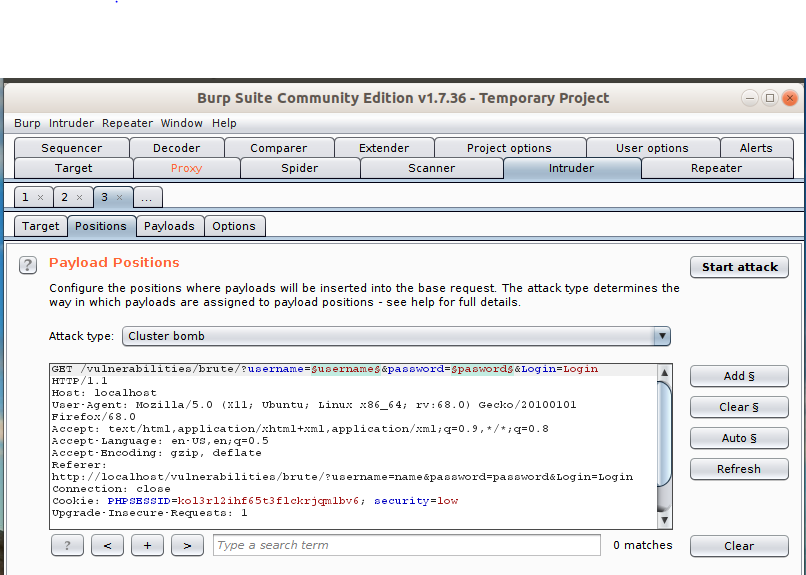 Burp Suite Community Edition v1.7.36 - Temporary Project
Burp Intruder Repeater Window Help
Sequencer Decoder Comparer Extender Project options User options Alerts
Target Proxy Spider Scanner Intruder Repeater
1 × 2 × 3 × ...
Target Positions Payloads Options
? Payload Positions Start attack
Configure the positions where payloads will be inserted into the base request. The attack type determines the
way in which payloads are assigned to payload positions - see help for full details.
Attack type: Cluster bomb
GET /vulnerabilities/brute/?username=§username§&password=§pasword§&Login=Login
HTTP/1.1
Host: localhost
User-Agent: Mozilla/5.0 (X11; Ubuntu; Linux x86_64; rv:68.0) Gecko/20100101
Firefox/68.0
Accept: text/html,application/xhtml+xml,application/xml;q=0.9,*/*;q=0.8
Accept-Language: en-US,en;q=0.5
Accept-Encoding: gzip, deflate
Referer:
http://localhost/vulnerabilities/brute/?username=name&password=password&Login=Login
Connection: close
Cookie: PHPSESSID=kol3rl2ihf65t3flckrjqmlbv6; security=low
Upgrade-Insecure-Requests: 1
Add §
Clear §
Auto §
Refresh
? < + > Type a search term 0 matches Clear